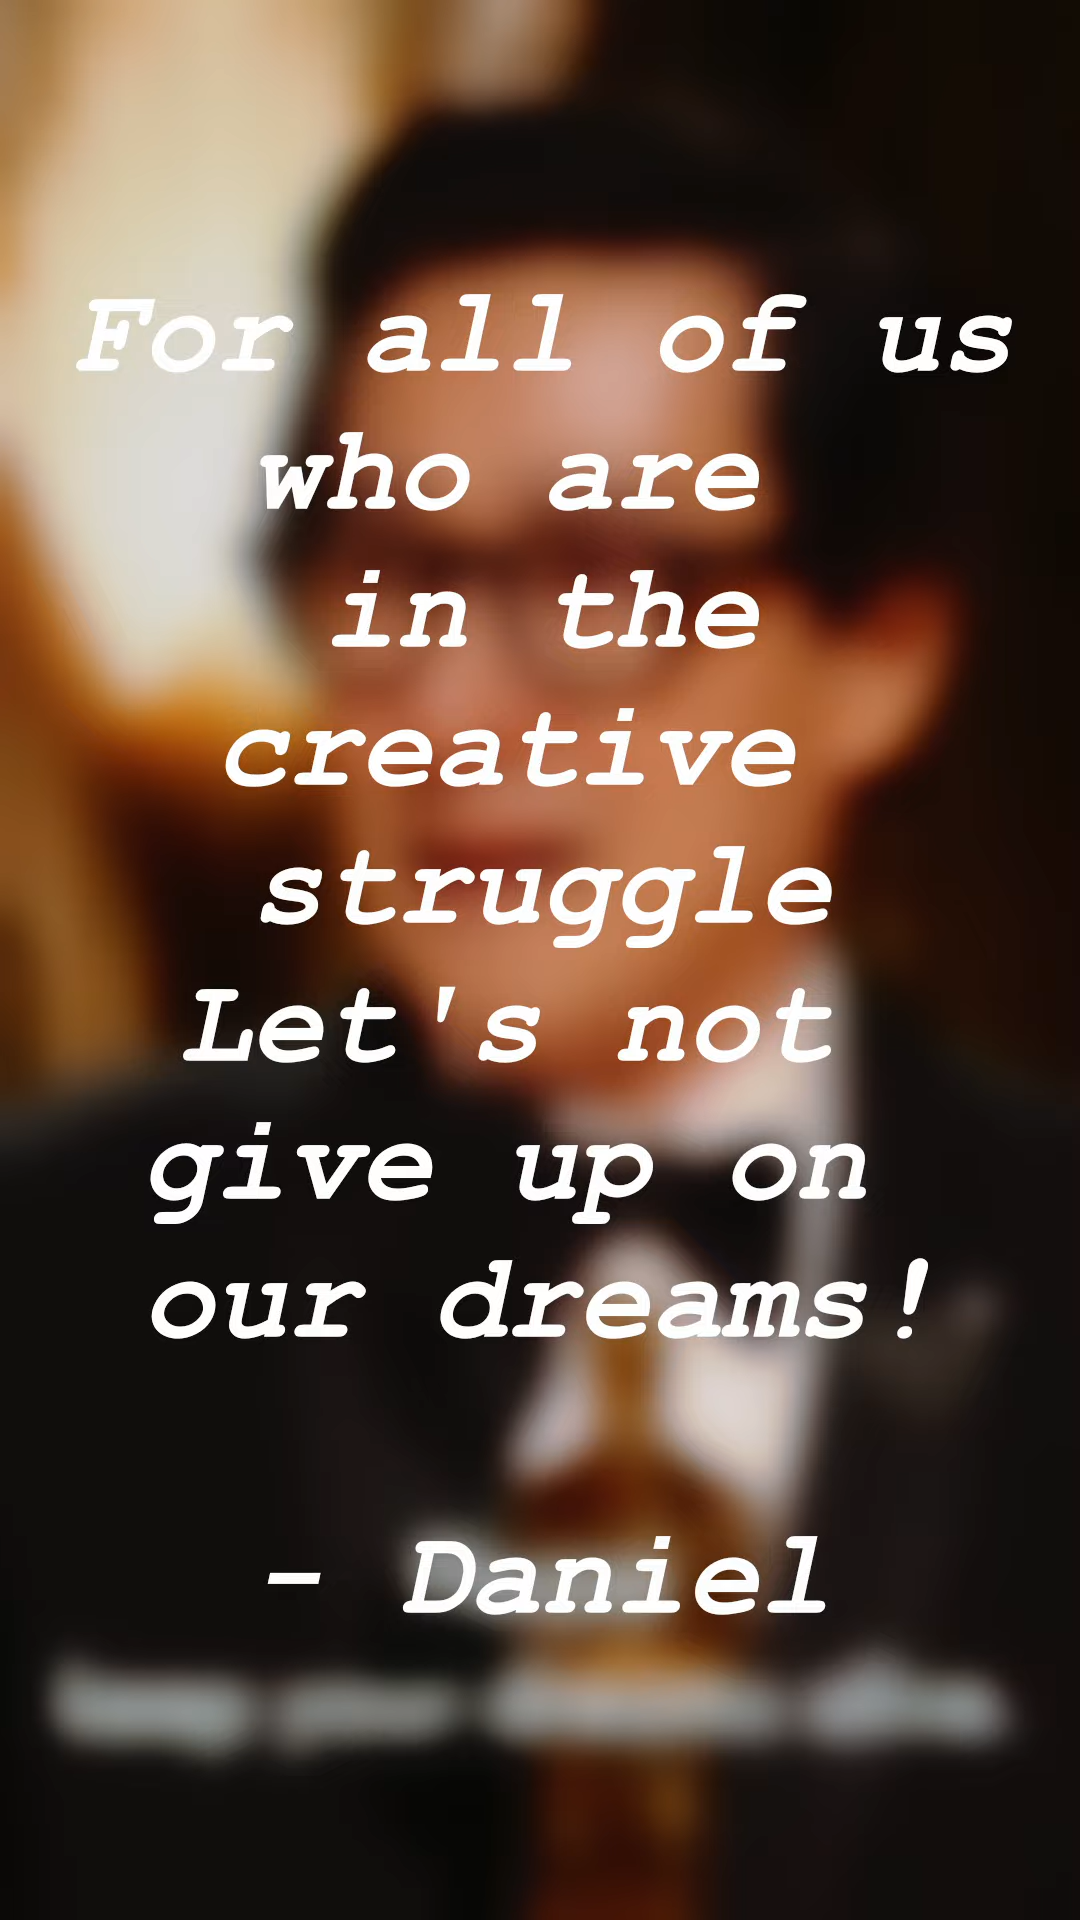 For all of us
who are
in the
creative
struggle
Let's not
give up on
our dreams!
- Daniel